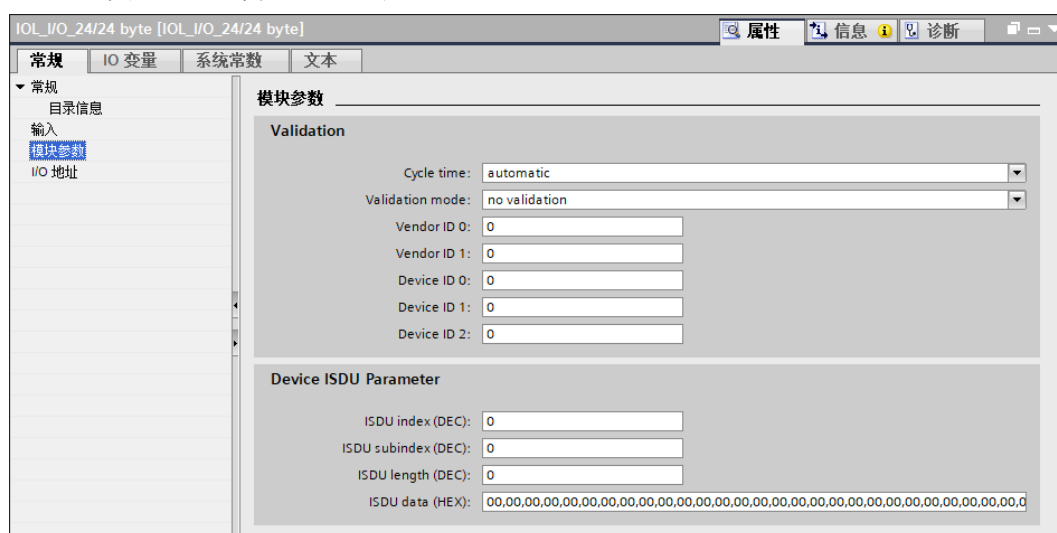 IOL_I/O_24/24 byte [IOL_I/O_24/24 byte]
属性
信息
诊断
常规
IO 变量
系统常数
文本
常规
目录信息
输入
模块参数
I/O 地址
模块参数
Validation
Cycle time: automatic
Validation mode: no validation
Vendor ID 0: 0
Vendor ID 1: 0
Device ID 0: 0
Device ID 1: 0
Device ID 2: 0
Device ISDU Parameter
ISDU index (DEC): 0
ISDU subindex (DEC): 0
ISDU length (DEC): 0
ISDU data (HEX): 00,00,00,00,00,00,00,00,00,00,00,00,00,00,00,00,00,00,00,00,00,00,00,00,00,00,00,00,0